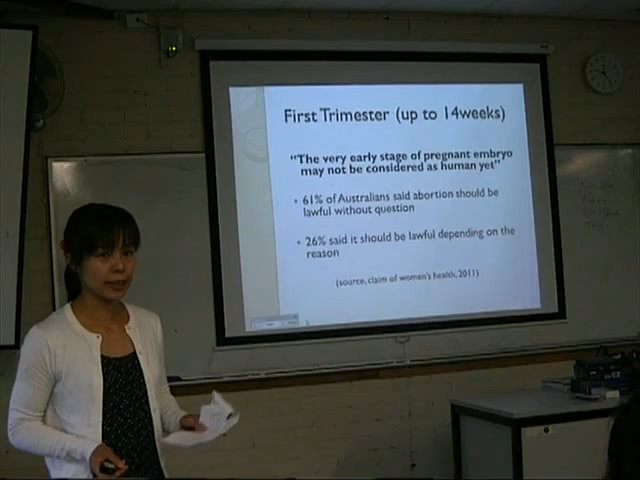 First Trimester (up to 14weeks)
“The very early stage of pregnant embryo
may not be considered as human yet”
61% of Australians said abortion should be
lawful without question
26% said it should be lawful depending on the
reason
(source, claim of women's health, 2011)